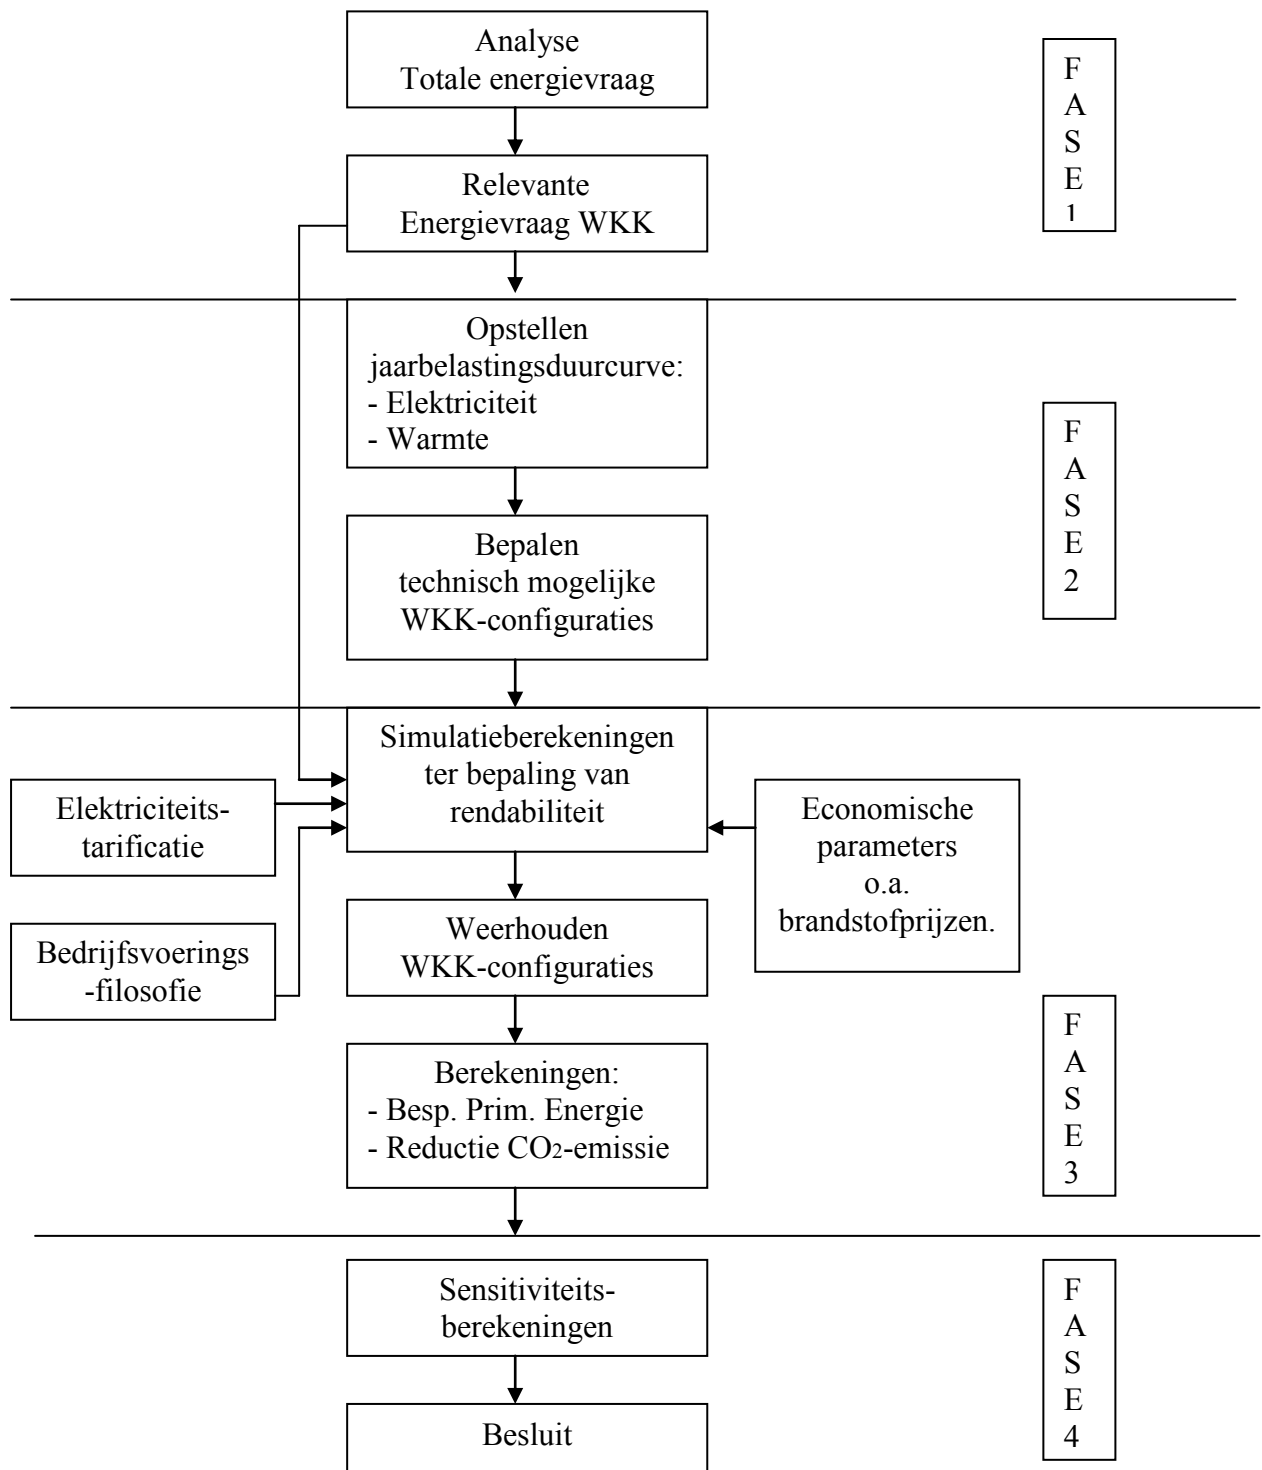 Analyse
Totale energievraag
F
A
S
E
1
Relevante
Energievraag WKK
Opstellen
jaarbelastingsduurcurve:
- Elektriciteit
- Warmte
F
A
S
E
2
Bepalen
technisch mogelijke
WKK-configuraties
Simulatieberekeningen
ter bepaling van
rendabiliteit
Elektriciteits-
tarificatie
Economische
parameters
o.a.
brandstofprijzen.
Bedrijfsvoerings
-filosofie
Weerhouden
WKK-configuraties
Berekeningen:
- Besp. Prim. Energie
- Reductie CO2-emissie
F
A
S
E
3
Sensitiviteits-
berekeningen
Besluit
F
A
S
E
4